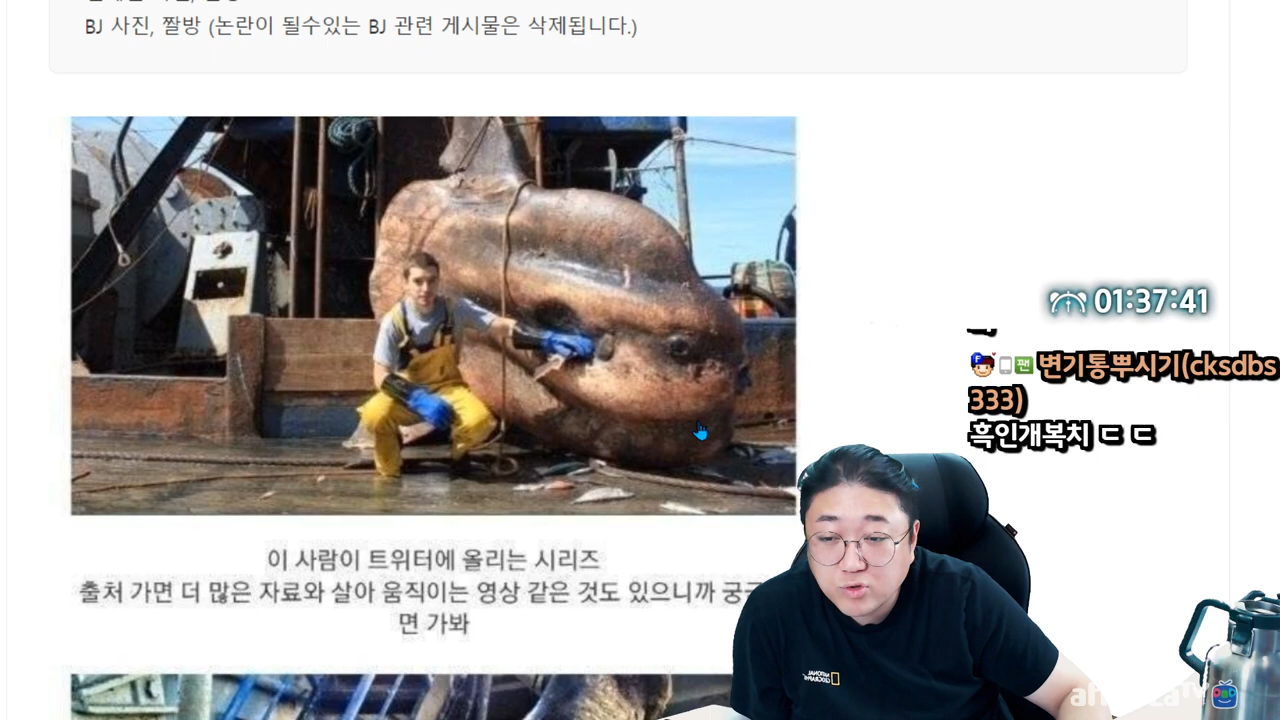 BJ 사진, 짤방 (논란이 될수있는 BJ 관련 게시물은 삭제됩니다.)
01:37:41
팬 변기통뿌시기(cksdbs
333)
흑인개복치 ㄷ ㄷ
이 사람이 트위터에 올리는 시리즈
출처 가면 더 많은 자료와 살아 움직이는 영상 같은 것도 있으니까
면 가봐
NATIONAL
GEOGRAPHIC